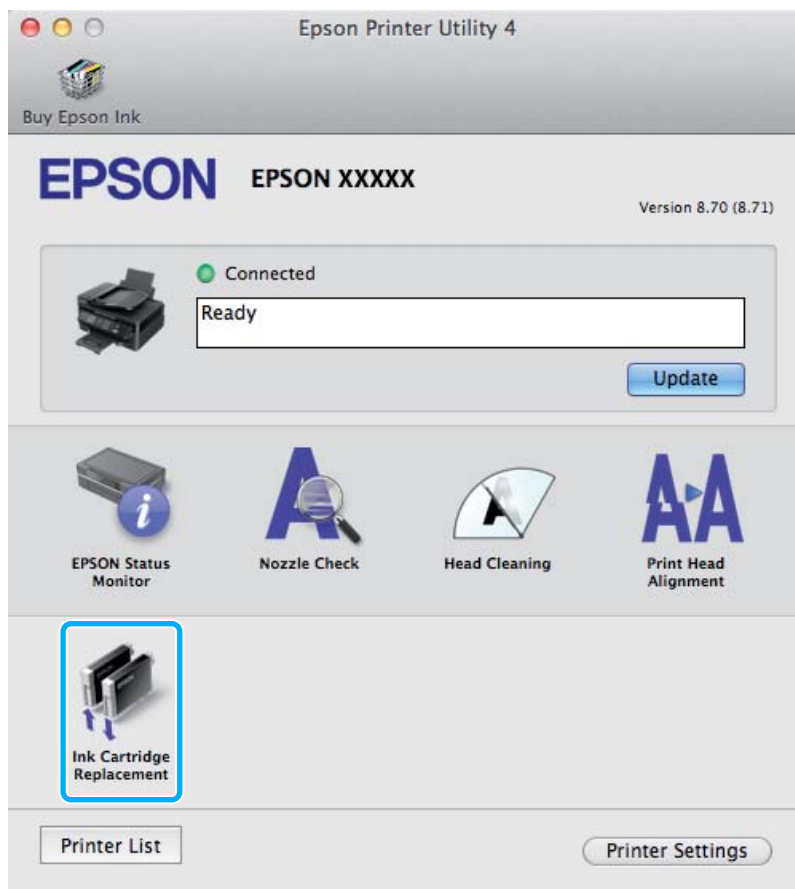 Epson Printer Utility 4
Buy Epson Ink
EPSON EPSON XXXXX
Version 8.70 (8.71)
Connected
Ready
Update
EPSON Status
Monitor
Nozzle Check
Head Cleaning
Print Head
Alignment
Ink Cartridge
Replacement
Printer List
Printer Settings